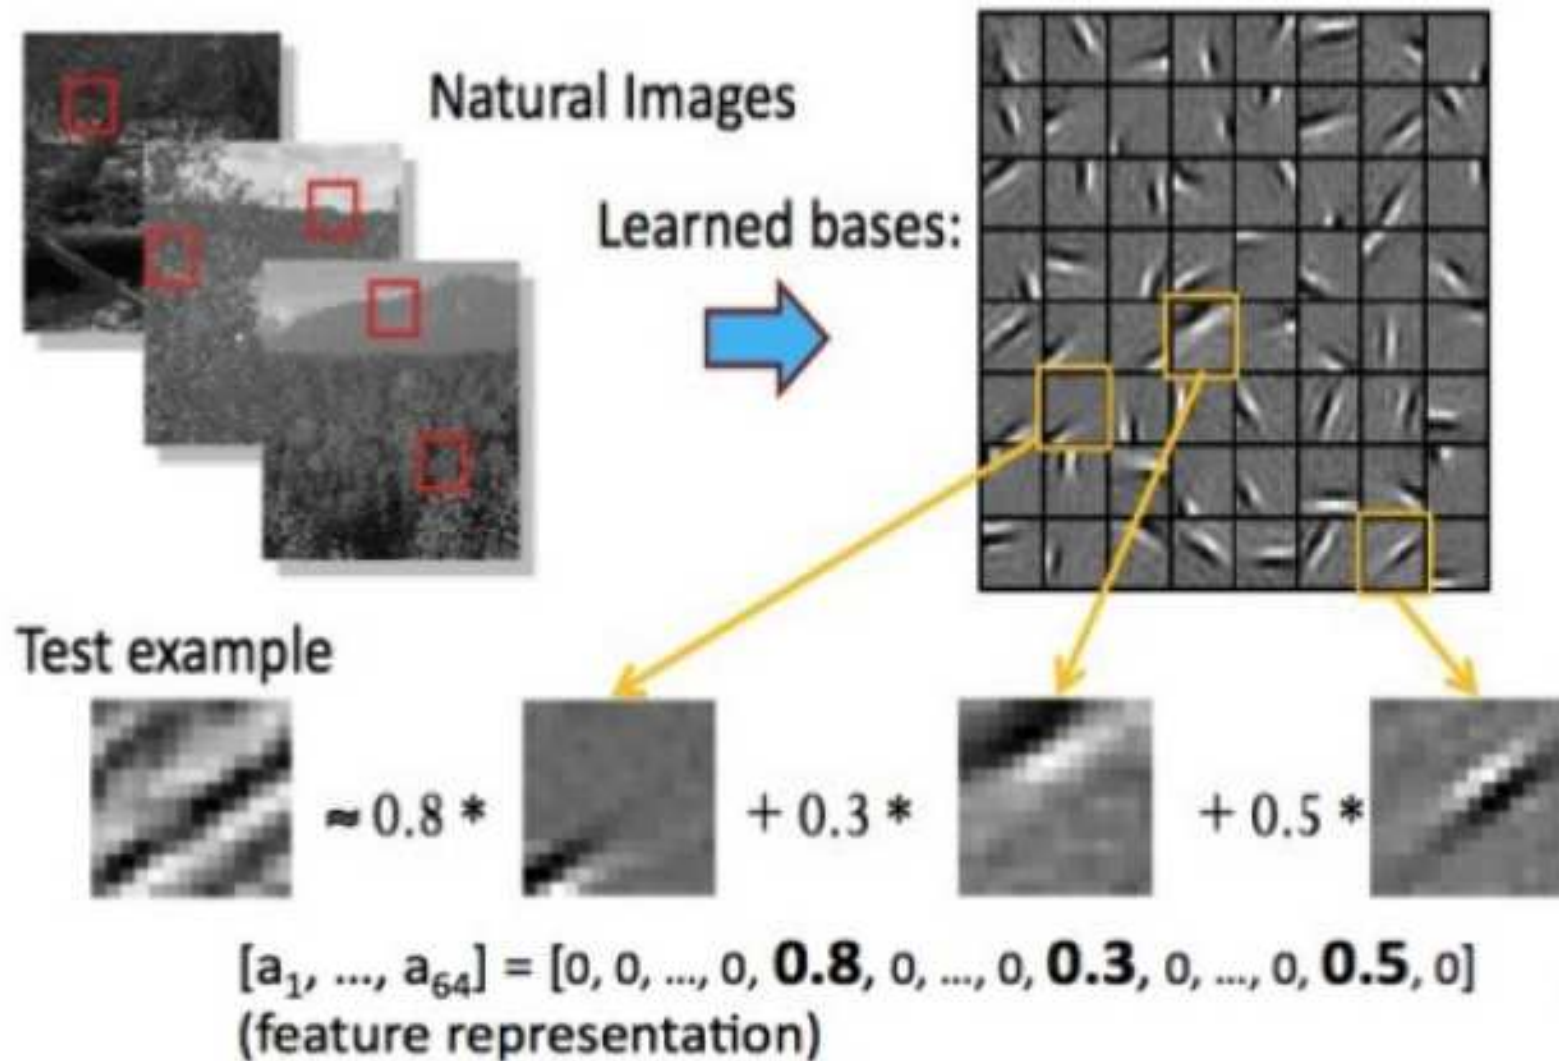 Natural Images
Learned bases:
Test example
≈ 0.8 * + 0.3 * + 0.5 *
[a₁, ..., a₆₄] = [0, 0, ..., 0, 0.8, 0, ..., 0, 0.3, 0, ..., 0, 0.5, 0]
(feature representation)